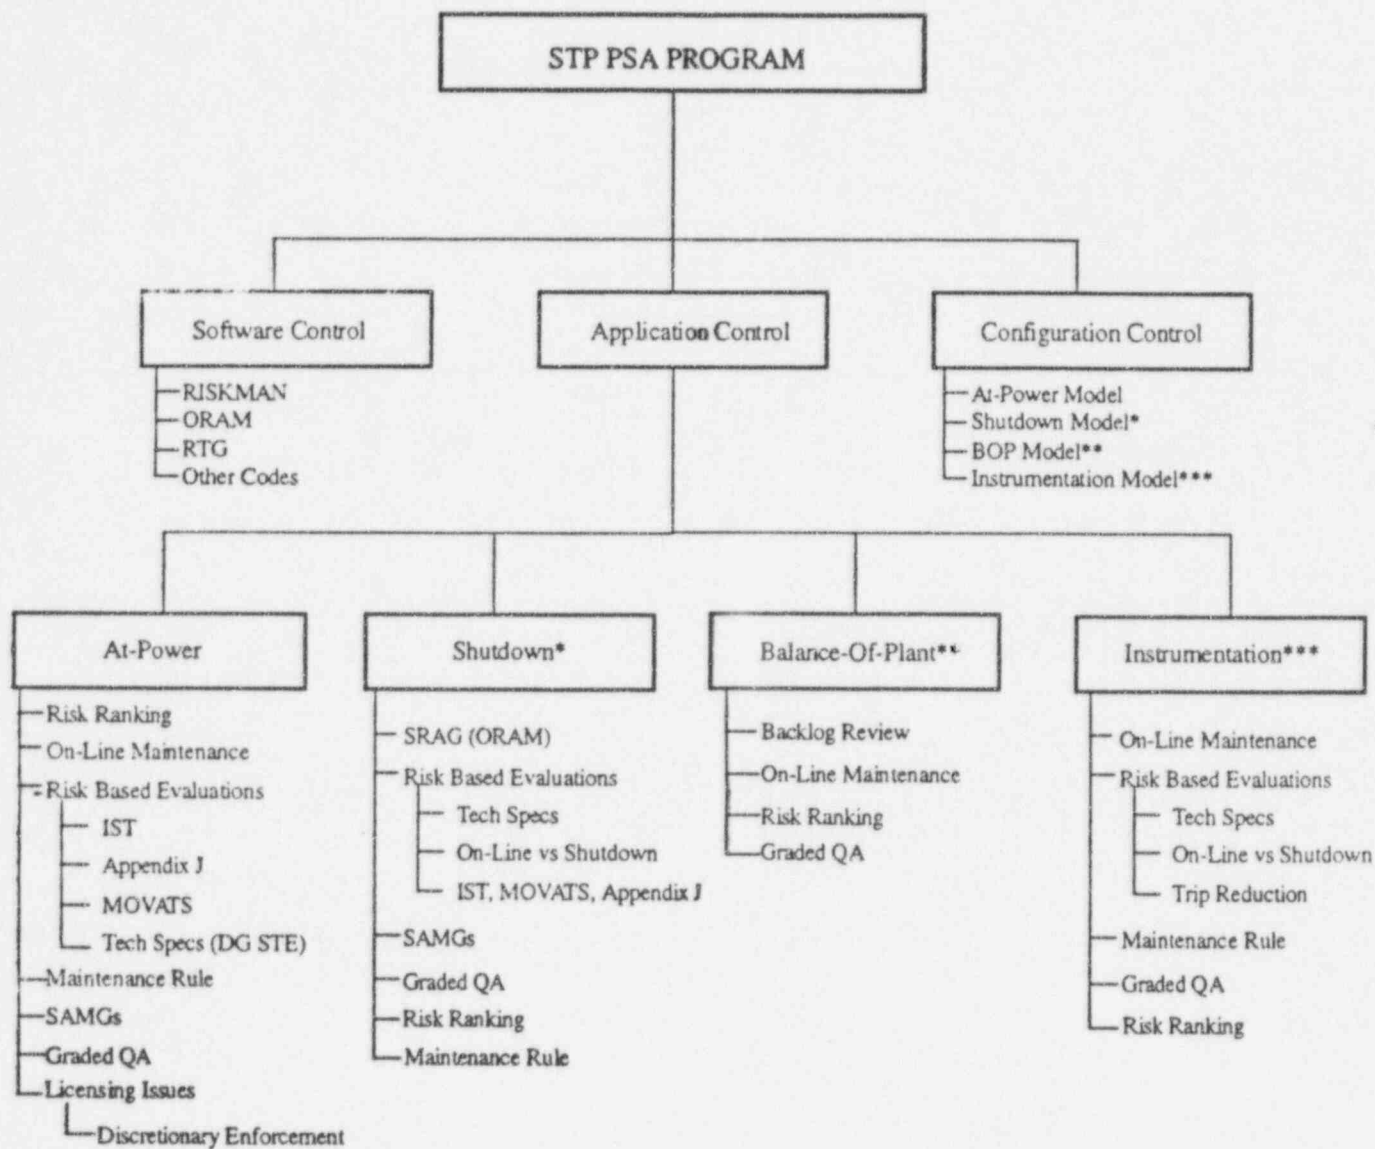 STP PSA PROGRAM
Software Control
RISKMAN
ORAM
RTG
Other Codes
Application Control
Configuration Control
At-Power Model
Shutdown Model*
BOP Model**
Instrumentation Model***
At-Power
Risk Ranking
On-Line Maintenance
Risk Based Evaluations
IST
Appendix J
MOVATS
Tech Specs (DG STE)
Maintenance Rule
SAMGs
Graded QA
Licensing Issues
Discretionary Enforcement
Shutdown*
SRAG (ORAM)
Risk Based Evaluations
Tech Specs
On-Line vs Shutdown
IST, MOVATS, Appendix J
SAMGs
Graded QA
Risk Ranking
Maintenance Rule
Balance-Of-Plant**
Backlog Review
On-Line Maintenance
Risk Ranking
Graded QA
Instrumentation***
On-Line Maintenance
Risk Based Evaluations
Tech Specs
On-Line vs Shutdown
Trip Reduction
Maintenance Rule
Graded QA
Risk Ranking